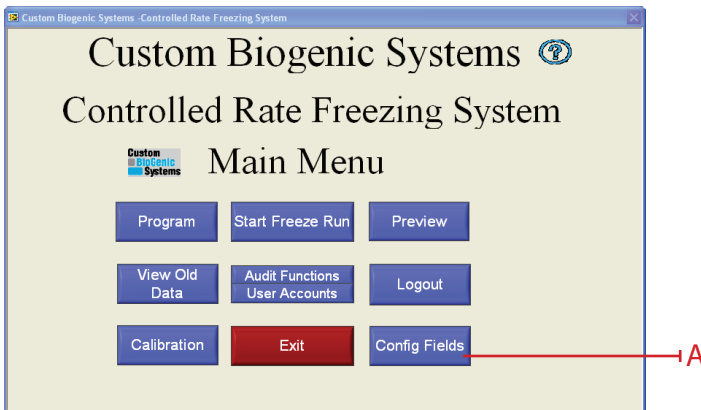 Custom Biogenic Systems -Controlled Rate Freezing System
Custom Biogenic Systems ?
Controlled Rate Freezing System
Custom
BioGenic
Systems
Main Menu
Program
Start Freeze Run
Preview
View Old
Data
Audit Functions
User Accounts
Logout
Calibration
Exit
Config Fields
A